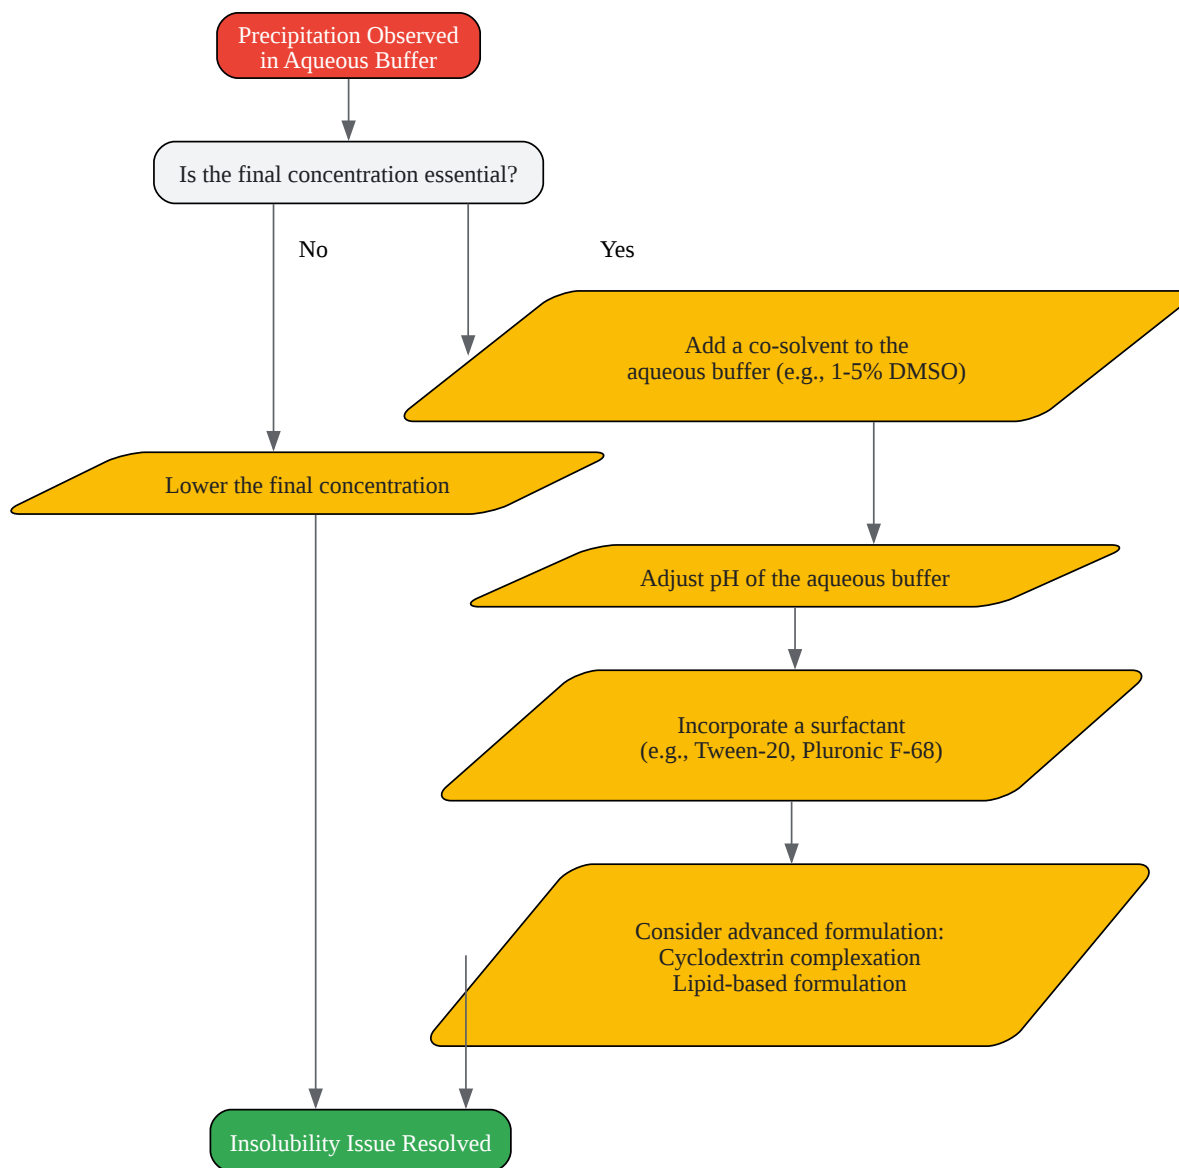 Precipitation Observed
in Aqueous Buffer
Is the final concentration essential?
No
Yes
Add a co-solvent to the
aqueous buffer (e.g., 1-5% DMSO)
Lower the final concentration
Adjust pH of the aqueous buffer
Incorporate a surfactant
(e.g., Tween-20, Pluronic F-68)
Consider advanced formulation:
Cyclodextrin complexation
Lipid-based formulation
Insolubility Issue Resolved